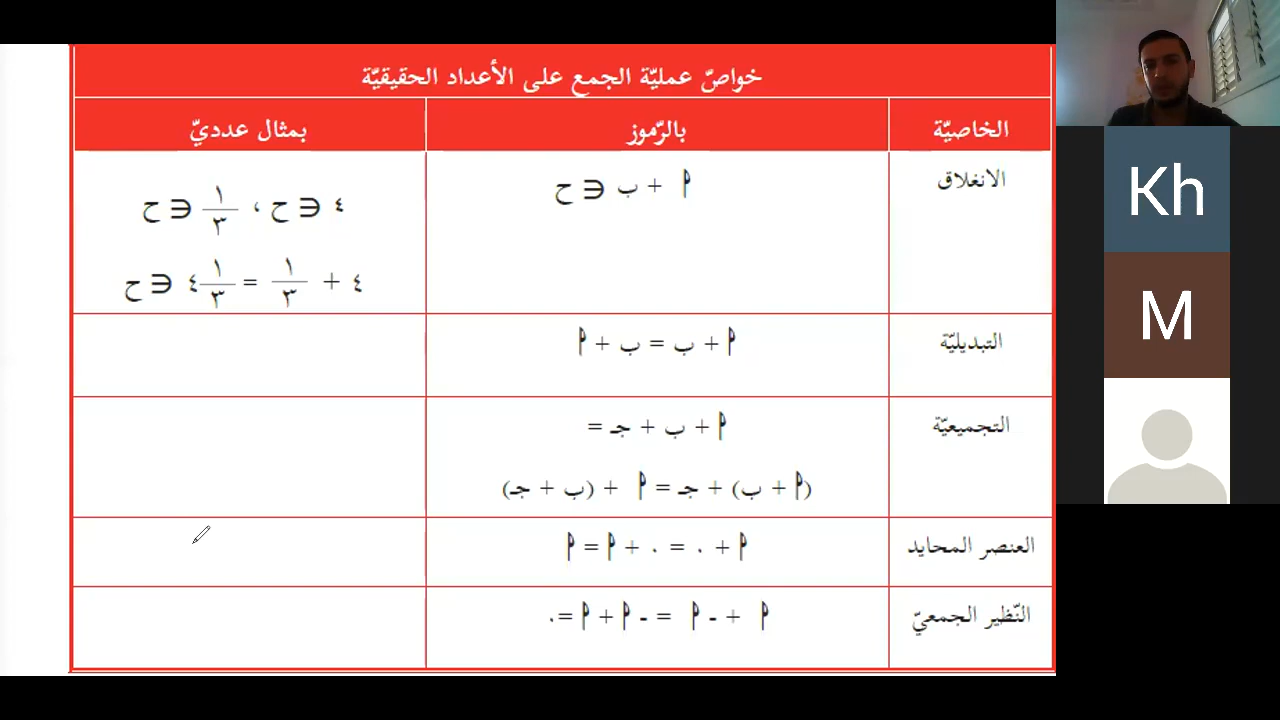 خواصّ عمليّة الجمع على الأعداد الحقيقيّة
الخاصيّة بالرّموز بمثال عدديّ
الانغلاق
أ + ب ∈ ح
٤ ∈ ح ، ١/٣ ∈ ح
٤ + ١/٣ = ٤ ١/٣ ∈ ح
التبديليّة
أ + ب = ب + أ
التجميعيّة
أ + ب + جـ =
(أ + ب) + جـ = أ + (ب + جـ)
العنصر المحايد
أ + ٠ = ٠ + أ = أ
النّظير الجمعيّ
أ + -أ = -أ + أ = ٠
Kh
M